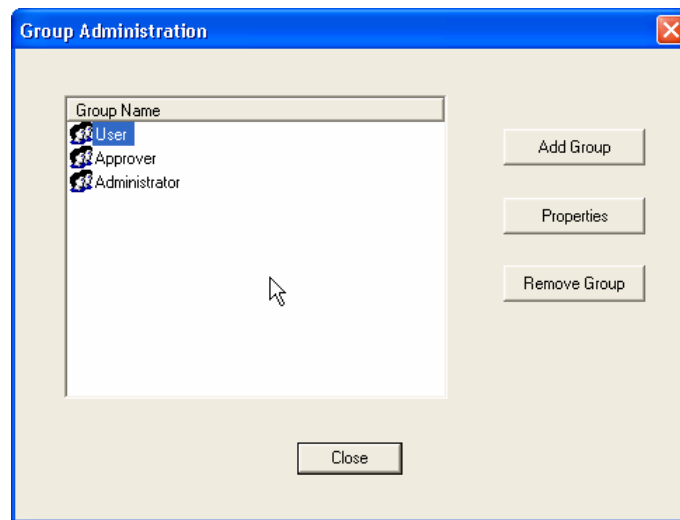 Group Administration
Group Name
User
Approver
Administrator
Add Group
Properties
Remove Group
Close